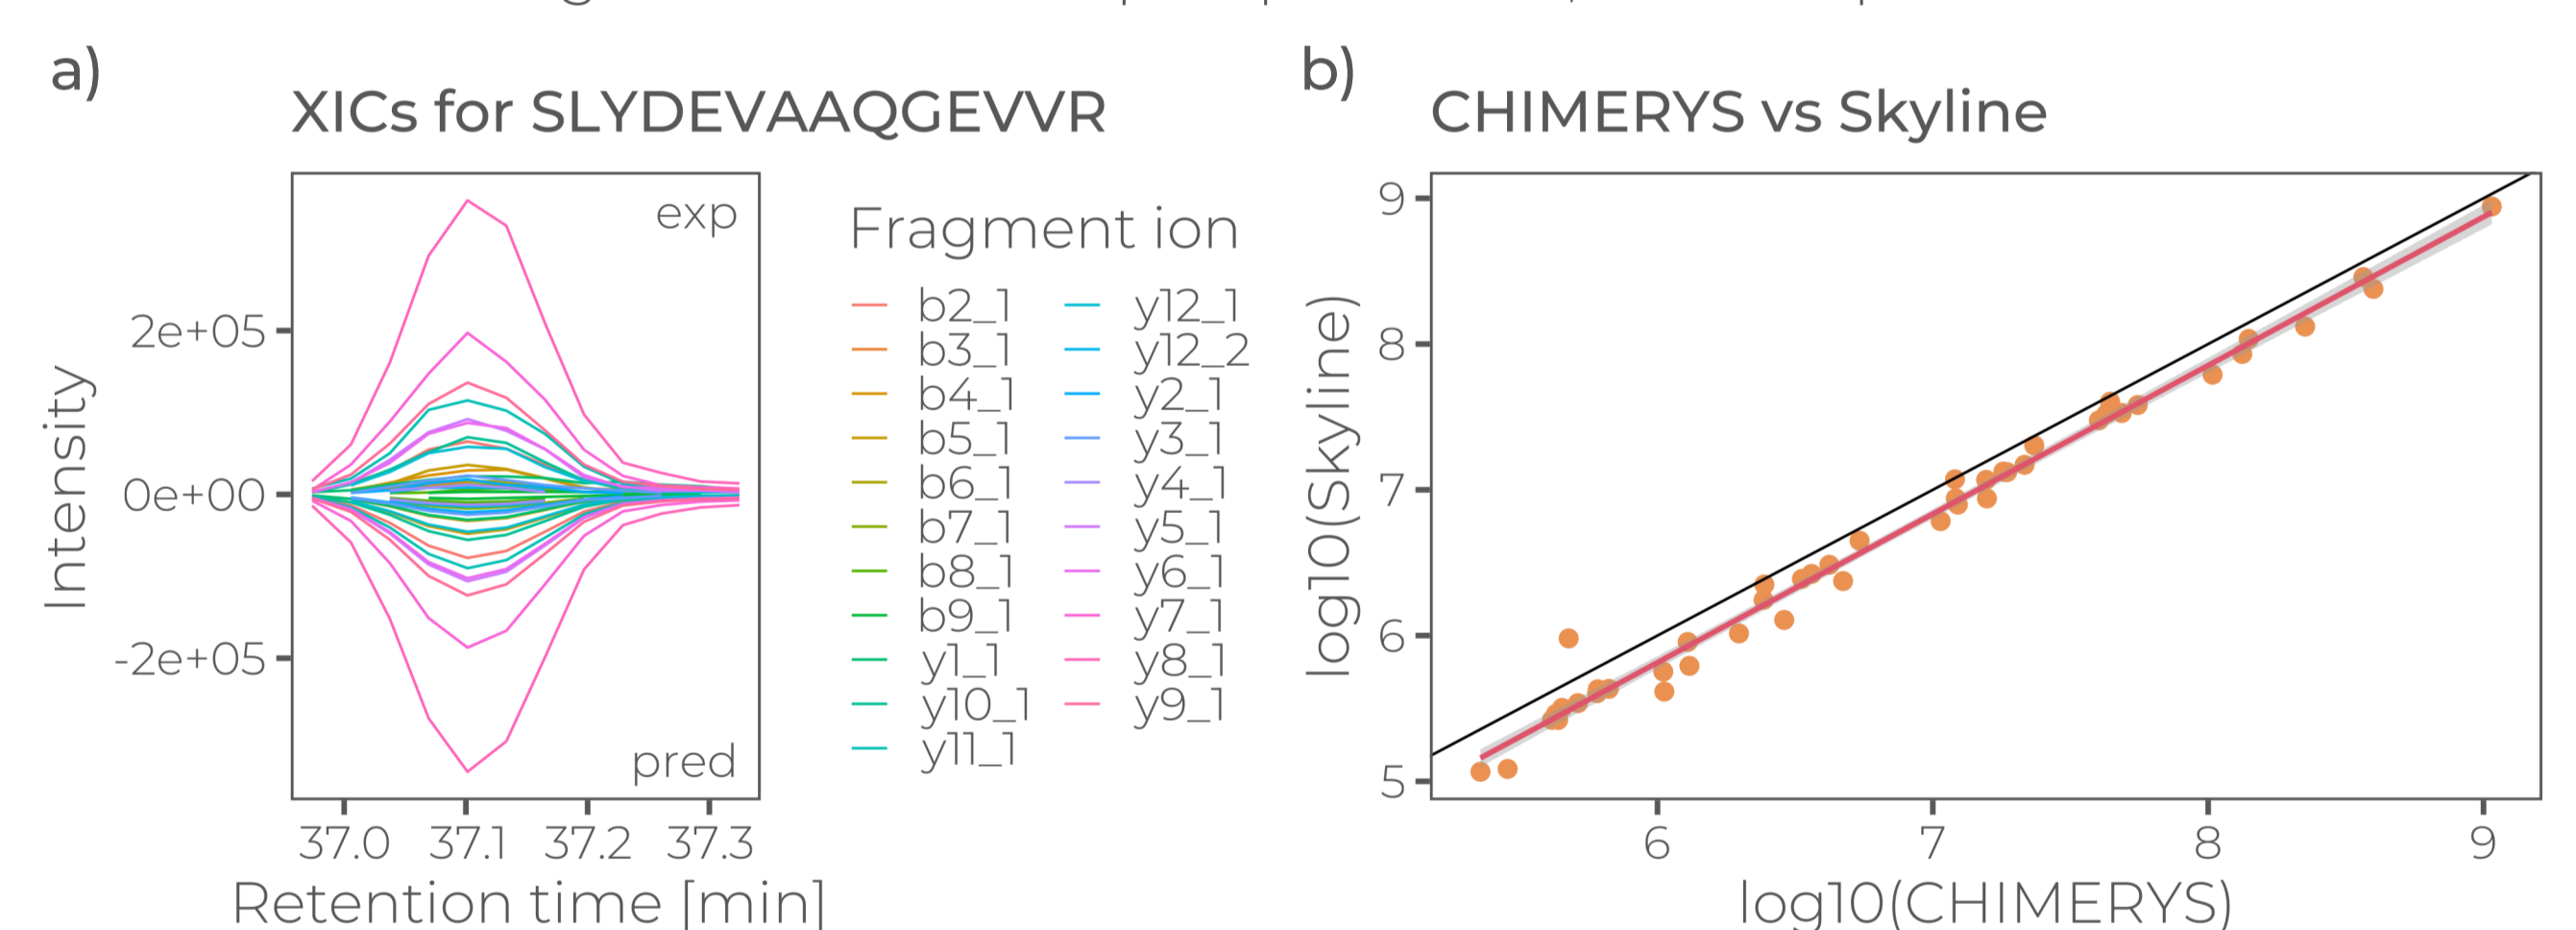 a)
XICs for SLYDEVAAQGEVVR
exp
pred
2e+05
0e+00
-2e+05
Intensity
37.0 37.1 37.2 37.3
Retention time [min]
Fragment ion
b2_1 y12_1
b3_1 y12_2
b4_1 y2_1
b5_1 y3_1
b6_1 y4_1
b7_1 y5_1
b8_1 y6_1
b9_1 y7_1
y1_1 y8_1
y10_1 y9_1
y11_1
b)
CHIMERYS vs Skyline
9
8
7
6
5
log10(Skyline)
6 7 8 9
log10(CHIMERYS)